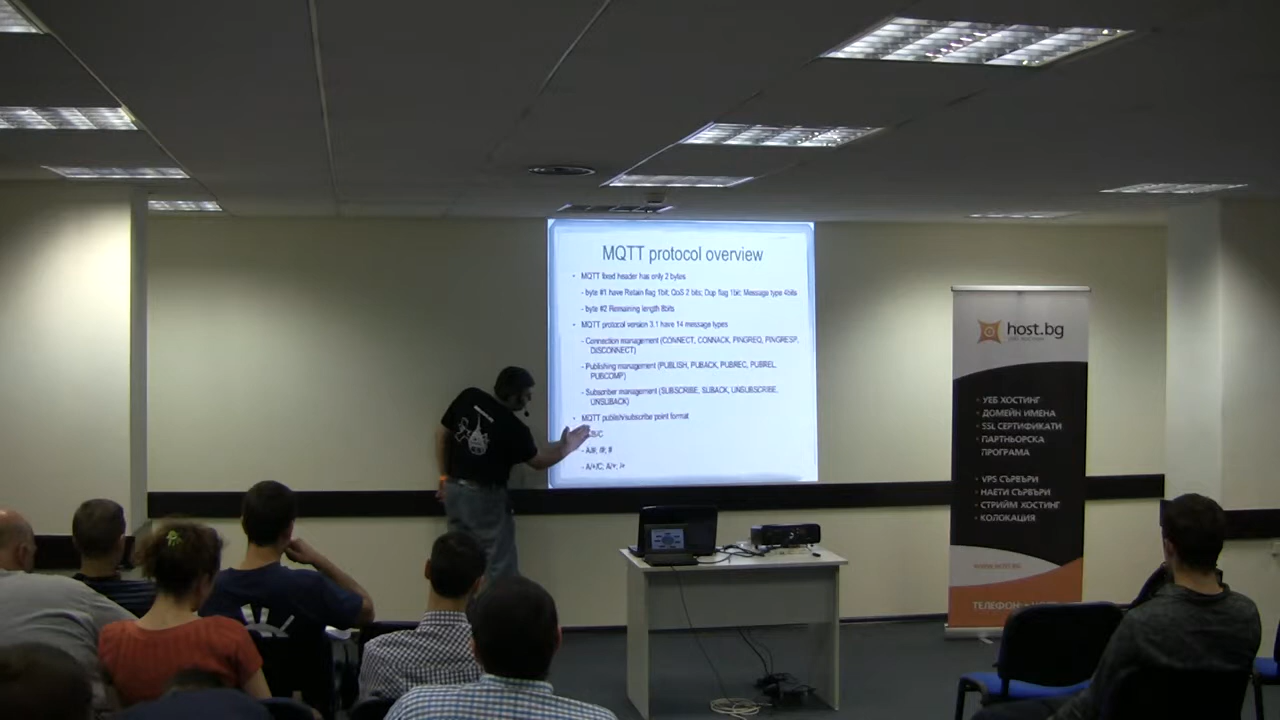 MQTT protocol overview
• MQTT fixed header has only 2 bytes
- byte #1 have Retain flag 1bit; QoS 2 bits; Dup flag 1bit; Message type 4bits
- byte #2 Remaining length 8bits
• MQTT protocol version 3.1 have 14 message types
- Connection management (CONNECT, CONNACK, PINGREQ, PINGRESP,
DISCONNECT)
- Publishing management (PUBLISH, PUBACK, PUBREC, PUBREL,
PUBCOMP)
- Subscriber management (SUBSCRIBE, SUBACK, UNSUBSCRIBE,
UNSUBACK)
• MQTT publish/subscribe point format
B/C
- A/#; /#; #
- A/+/C; A/+; /+
host.bg
• УЕБ ХОСТИНГ
• ДОМЕЙН ИМЕНА
• SSL СЕРТИФИКАТИ
• ПАРТНЬОРСКА
ПРОГРАМА
• VPS СЪРВЪРИ
• НАЕТИ СЪРВЪРИ
• СТРИЙМ ХОСТИНГ
• КОЛОКАЦИЯ
WWW.HOST.BG
ТЕЛЕФОН